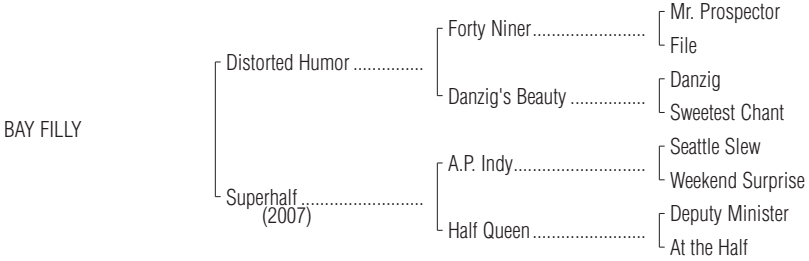 Mr. Prospector
Forty Niner........................
File
Distorted Humor ...............
Danzig
Danzig's Beauty ................
Sweetest Chant
BAY FILLY
Seattle Slew
A.P. Indy............................
Weekend Surprise
Superhalf ..........................
(2007)
Deputy Minister
Half Queen........................
At the Half